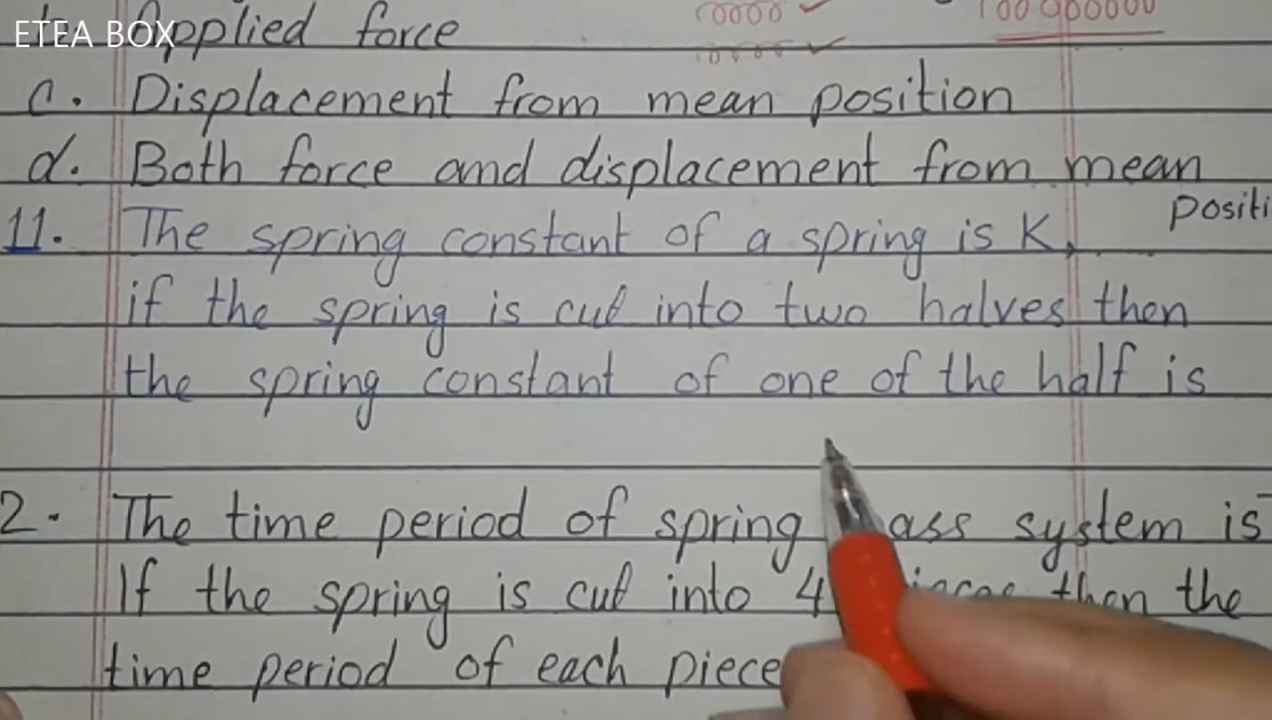 ETEA BOX
Applied force
c. Displacement from mean position
d. Both force and displacement from mean
positi
11. The spring constant of a spring is K,
if the spring is cut into two halves then
the spring constant of one of the half is
2. The time period of spring ass system is
If the spring is cut into 4 then the
time period of each piece